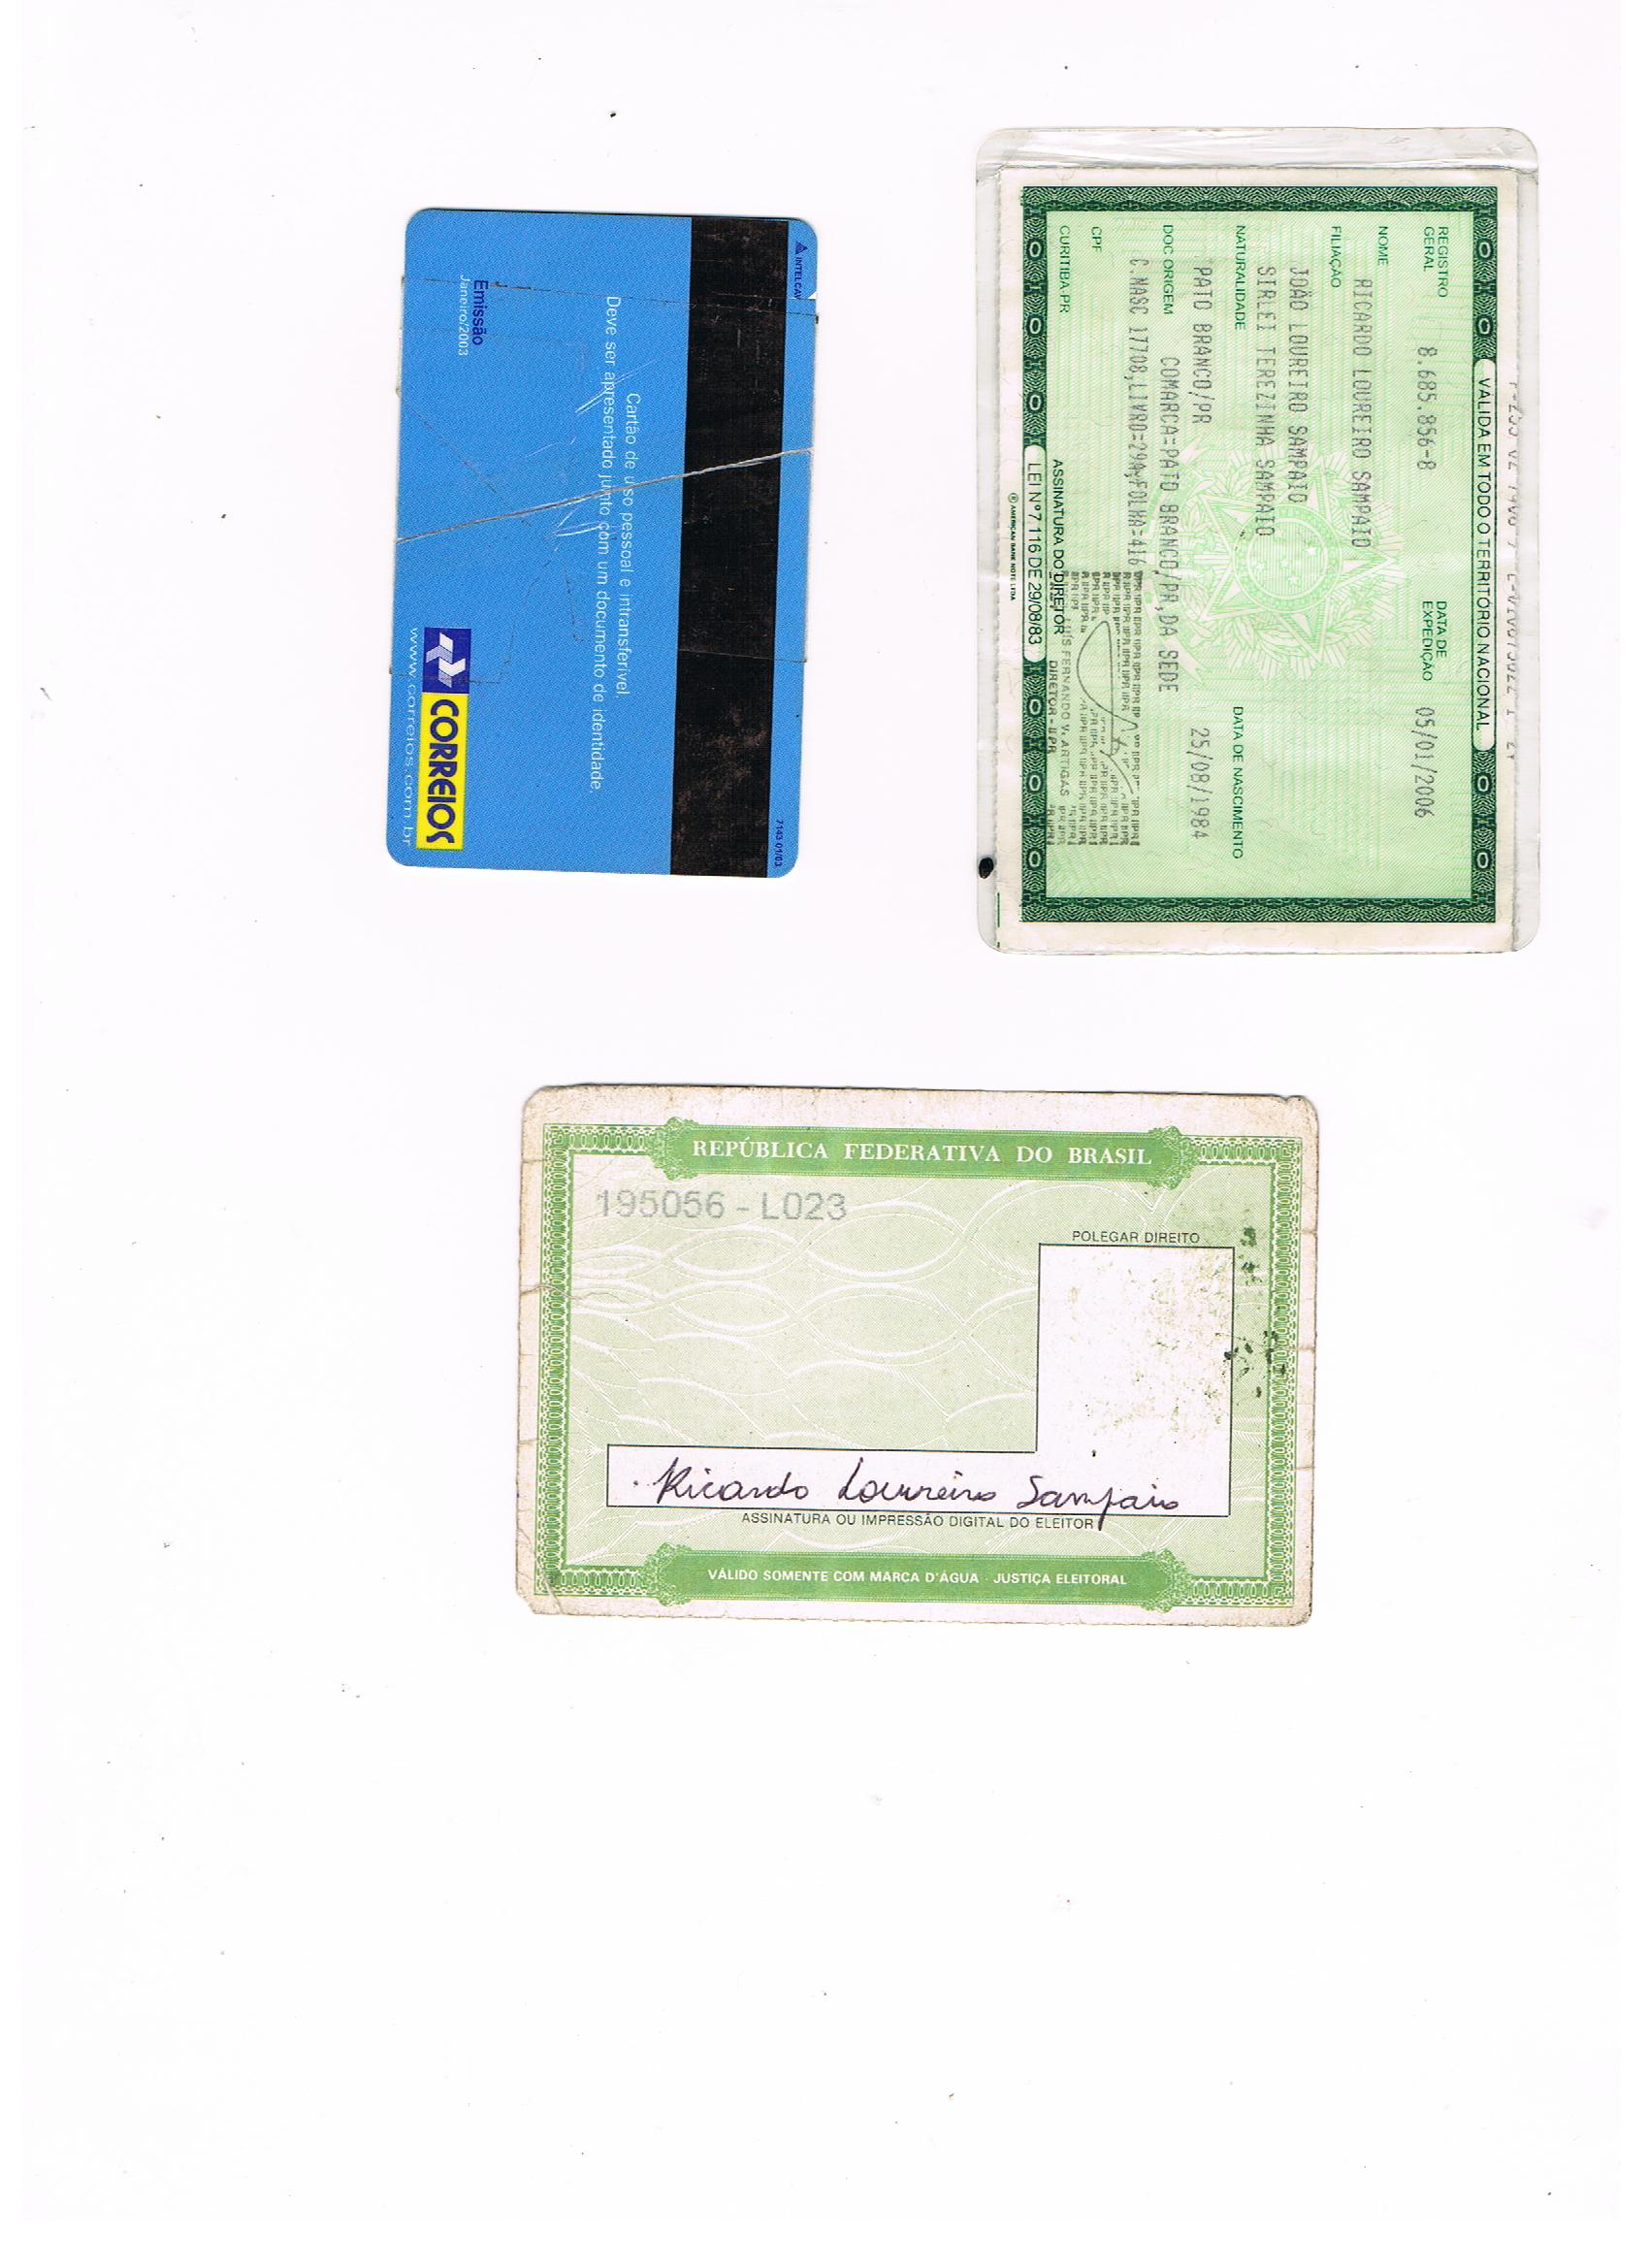 INTELCAV
7143 01/03
Cartão de uso pessoal e intransferível.
Deve ser apresentado junto com um documento de identidade.
Emissão
Janeiro/2003
CORREIOS
www.correios.com.br
VÁLIDA EM TODO O TERRITÓRIO NACIONAL
REGISTRO GERAL 8.685.856-8 DATA DE EXPEDIÇÃO 05/01/2006
NOME
RICARDO LOUREIRO SAMPAIO
FILIAÇÃO
JOÃO LOUREIRO SAMPAIO
SIRLEI TEREZINHA SAMPAIO
NATURALIDADE DATA DE NASCIMENTO
PATO BRANCO/PR 25/08/1984
DOC ORIGEM COMARCA=PATO BRANCO/PR,DA SEDE
C.NASC 17708,LIVRO=29A,FOLHA=416
CPF
CURITIBA-PR
LUÍS FERNANDO V. ARTIGAS
DIRETOR - IIPR
ASSINATURA DO DIRETOR
LEI Nº 7.116 DE 29/08/83
® AMERICAN BANK NOTE LTDA
REPÚBLICA FEDERATIVA DO BRASIL
195056 - L023
POLEGAR DIREITO
Ricardo Loureiro Sampaio
ASSINATURA OU IMPRESSÃO DIGITAL DO ELEITOR
VÁLIDO SOMENTE COM MARCA D'ÁGUA - JUSTIÇA ELEITORAL